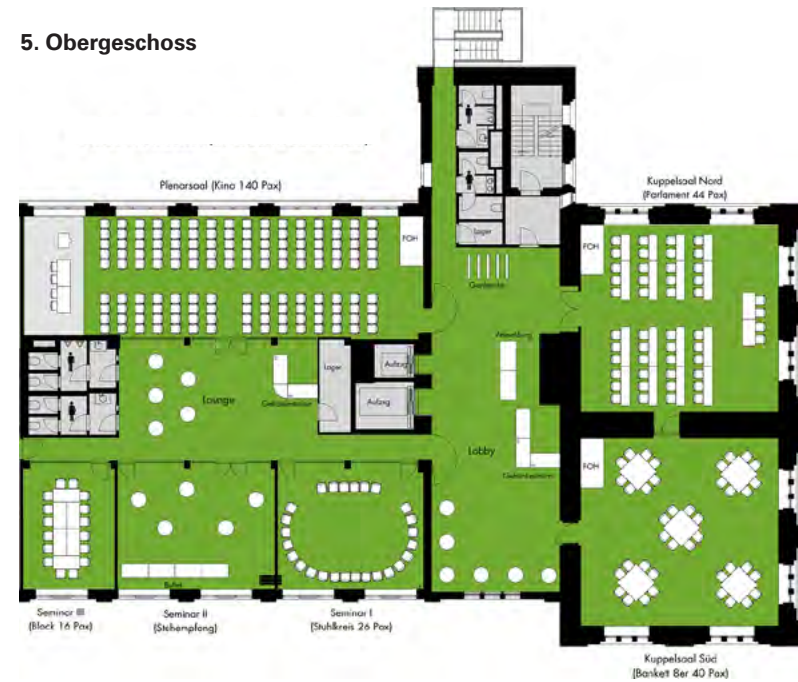 5. Obergeschoss
Plenarsaal (Kino 140 Pax)
Kuppelsaal Nord
(Parlament 44 Pax)
Lager
FOH
FOH
Garderobe
Anmeldung
Lager
Aufzug
Lounge
Getränketheke
Aufzug
Lobby
FOH
Getränketheke
Buffet
Seminar III
(Block 16 Pax)
Seminar II
(Stehempfang)
Seminar I
(Stuhlkreis 26 Pax)
Kuppelsaal Süd
(Bankett 8er 40 Pax)